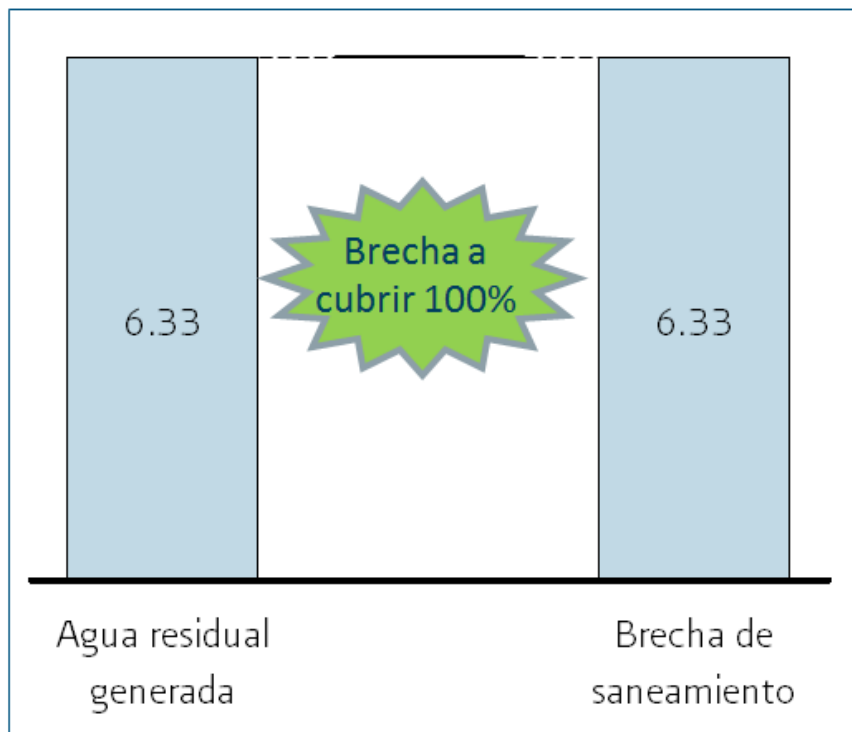 Brecha a
cubrir 100%
6.33
6.33
Agua residual
generada
Brecha de
saneamiento